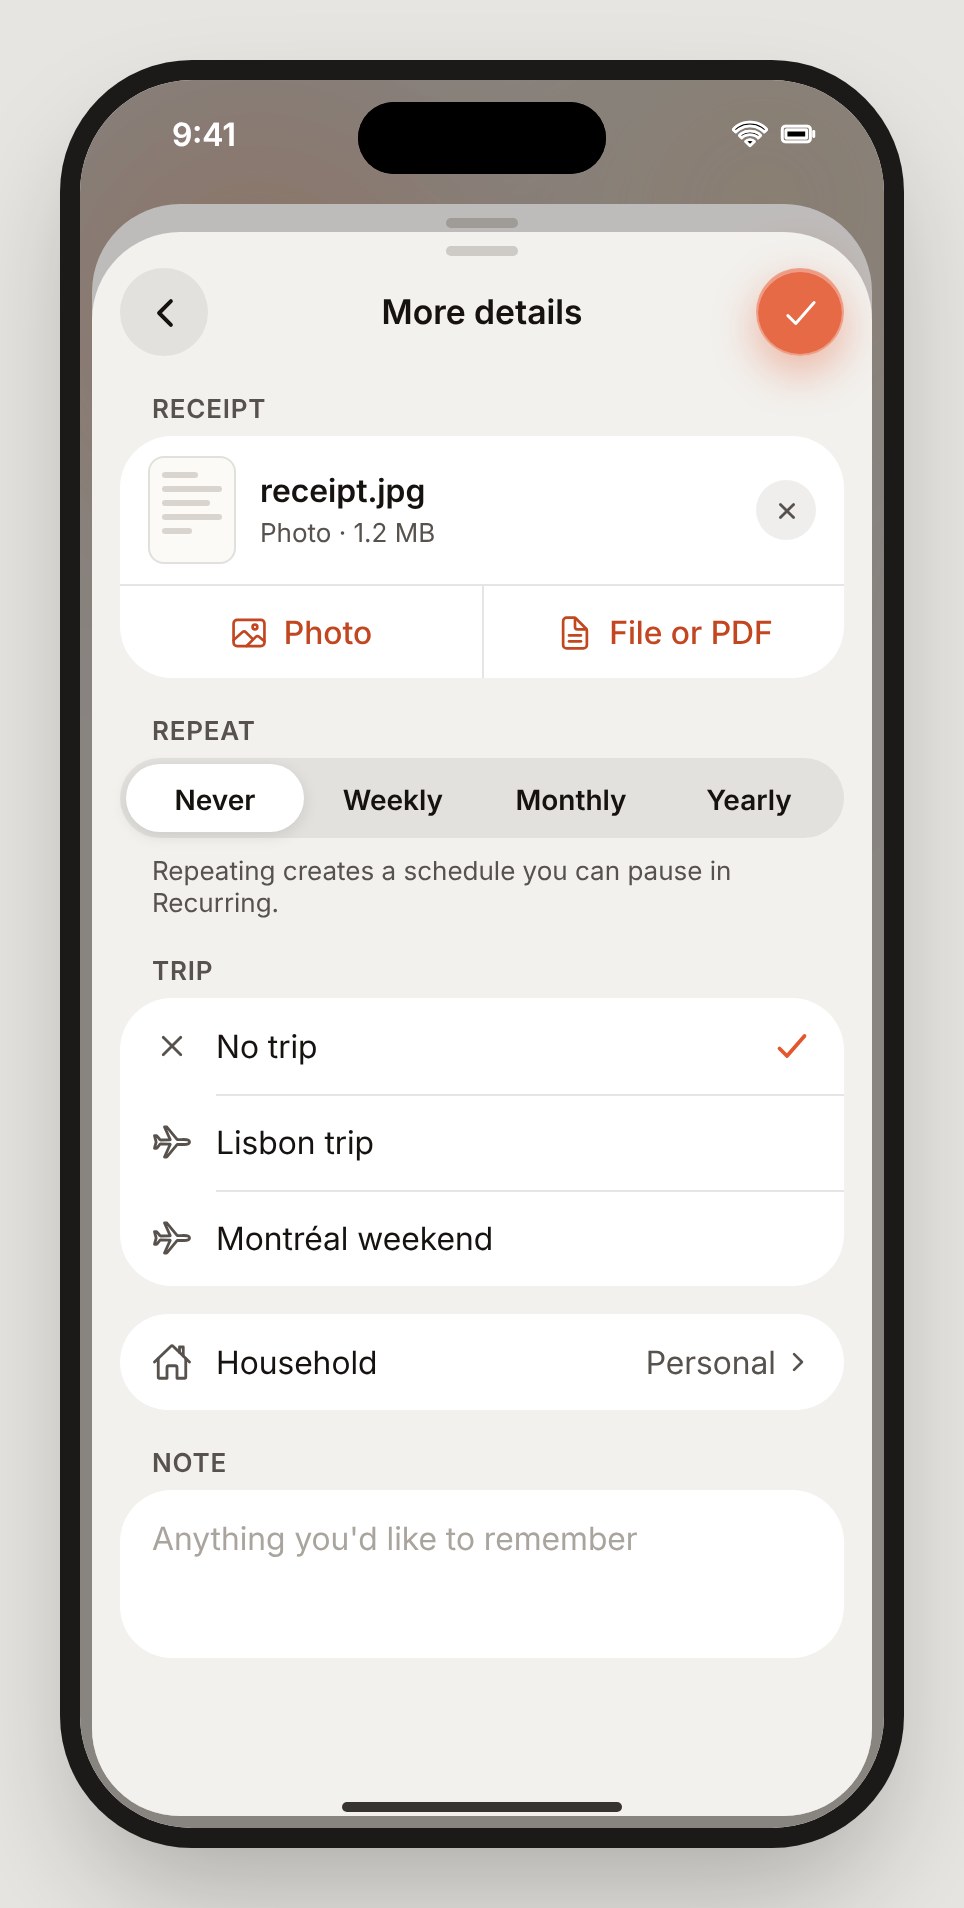 9:41
More details
RECEIPT
receipt.jpg
Photo · 1.2 MB
Photo
File or PDF
REPEAT
Never
Weekly
Monthly
Yearly
Repeating creates a schedule you can pause in
Recurring.
TRIP
No trip
Lisbon trip
Montréal weekend
Household
Personal
NOTE
Anything you'd like to remember